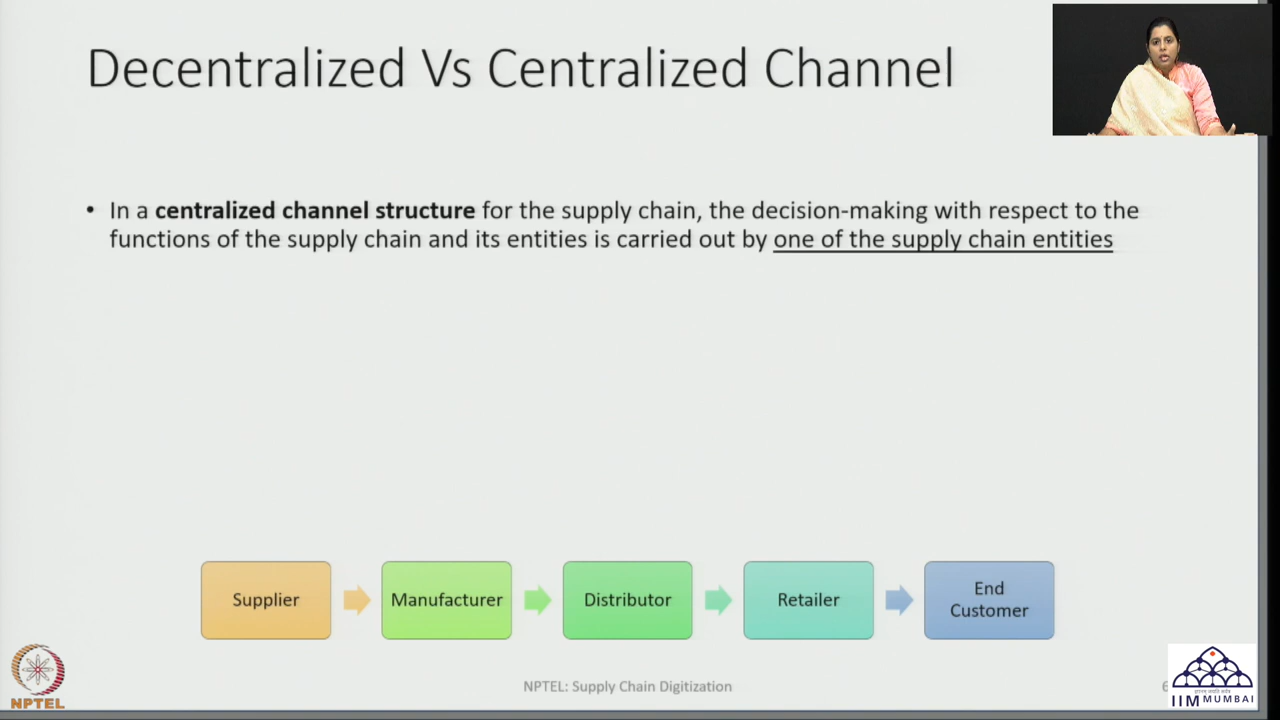 Decentralized Vs Centralized Channel
• In a centralized channel structure for the supply chain, the decision-making with respect to the
functions of the supply chain and its entities is carried out by one of the supply chain entities
Supplier
Manufacturer
Distributor
Retailer
End
Customer
NPTEL
NPTEL: Supply Chain Digitization
IIM MUMBAI